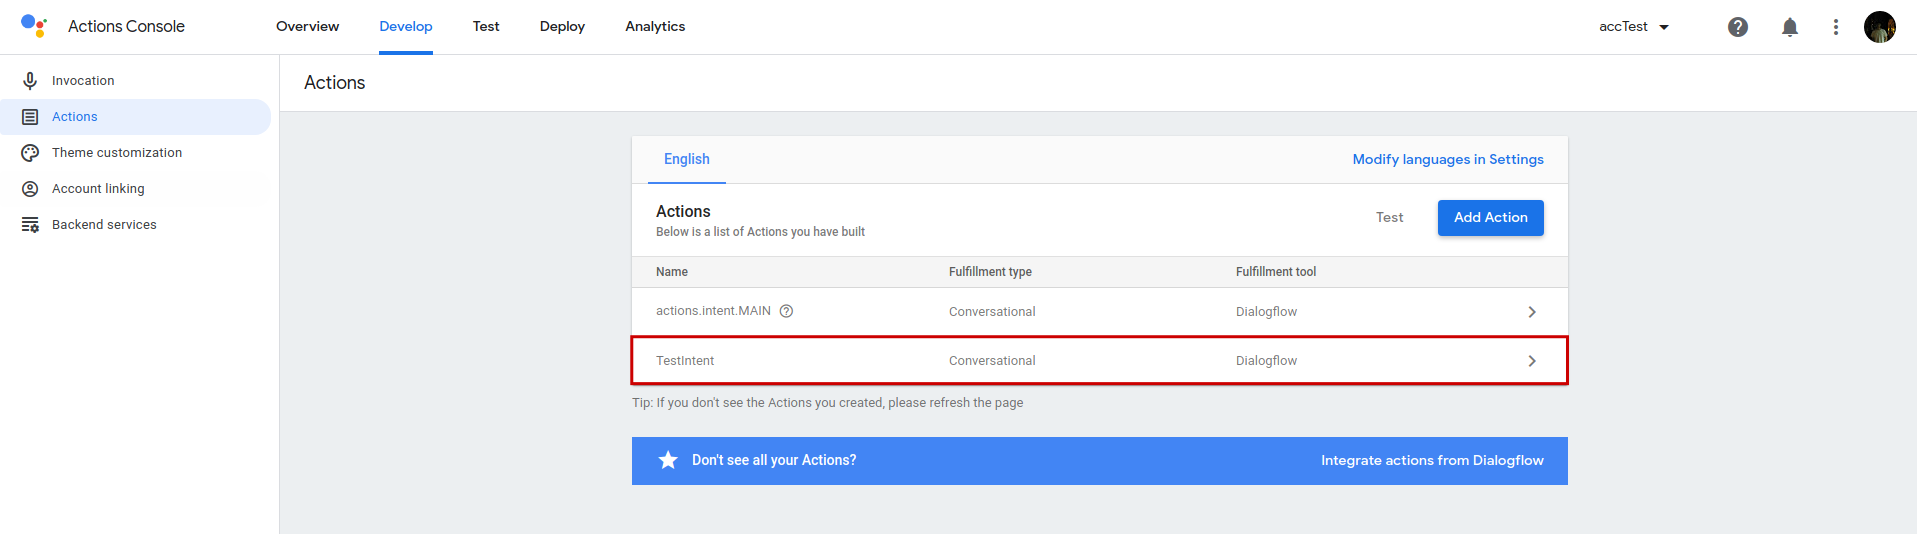 Actions Console Overview Develop Test Deploy Analytics accTest
Invocation
Actions
Theme customization
Account linking
Backend services
Actions
English Modify languages in Settings
Actions
Below is a list of Actions you have built
Test Add Action
Name Fulfillment type Fulfillment tool
actions.intent.MAIN Conversational Dialogflow
TestIntent Conversational Dialogflow
Tip: If you don't see the Actions you created, please refresh the page
Don't see all your Actions? Integrate actions from Dialogflow